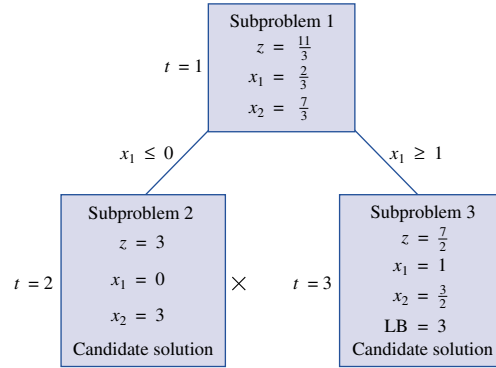 Subproblem 1
z = 11/3
t = 1
x₁ = 2/3
x₂ = 7/3
x₁ ≤ 0
x₁ ≥ 1
Subproblem 2
z = 3
t = 2
x₁ = 0
×
x₂ = 3
Candidate solution
Subproblem 3
z = 7/2
x₁ = 1
t = 3
x₂ = 3/2
LB = 3
Candidate solution